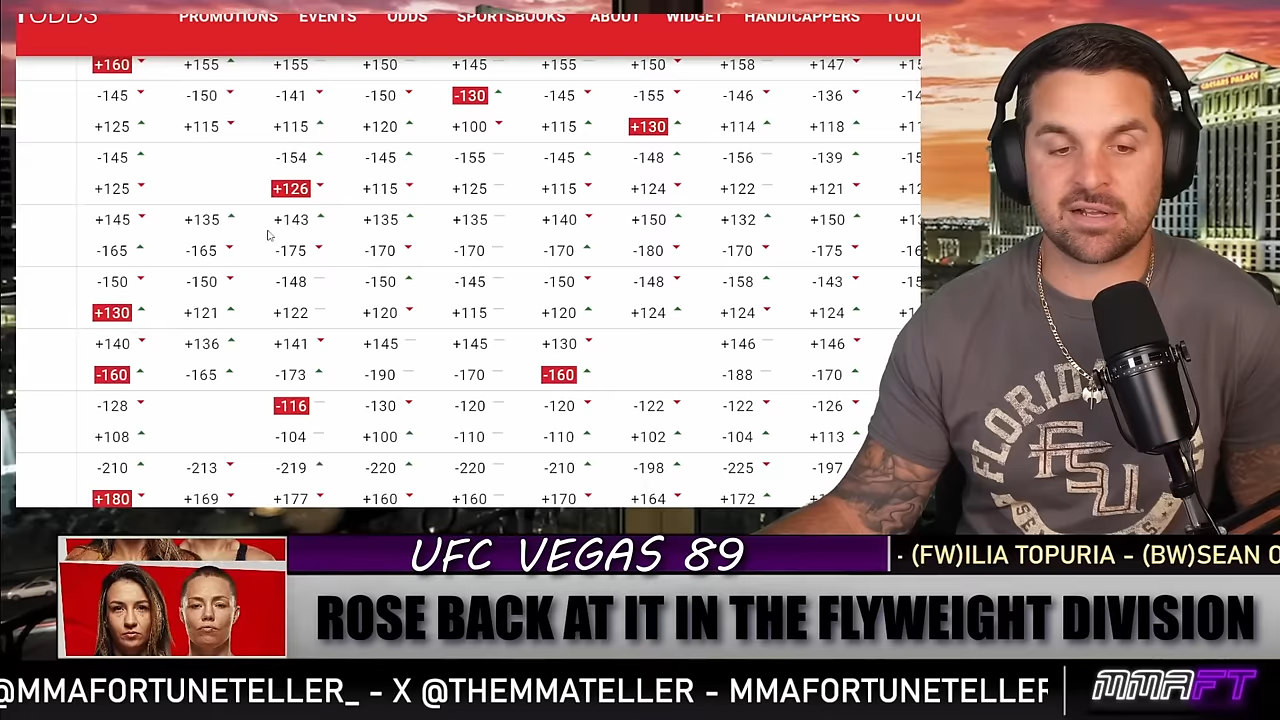 PROMOTIONS EVENTS ODDS SPORTSBOOKS ABOUT WIDGET HANDICAPPERS
+160 +155 +155 +150 +145 +155 +150 +158 +147
-145 -150 -141 -150 -130 -145 -155 -146 -136
+125 +115 +115 +120 +100 +115 +130 +114 +118
-145 -154 -145 -155 -145 -148 -156 -139
+125 +126 +115 +125 +115 +124 +122 +121
+145 +135 +143 +135 +135 +140 +150 +132 +150
-165 -165 -175 -170 -170 -170 -180 -170 -175
-150 -150 -148 -150 -145 -150 -148 -158 -143
+130 +121 +122 +120 +115 +120 +124 +124 +124
+140 +136 +141 +145 +145 +130 +146 +146
-160 -165 -173 -190 -170 -160 -188 -170
-128 -116 -130 -120 -120 -122 -122 -126
+108 -104 +100 -110 -110 +102 -104 +113
-210 -213 -219 -220 -220 -210 -198 -225 -197
+180 +169 +177 +160 +160 +170 +164 +172
CAESARS PALACE
FLORIDA
FSU
UFC VEGAS 89
- (FW)ILIA TOPURIA - (BW)SEAN O
ROSE BACK AT IT IN THE FLYWEIGHT DIVISION
@MMAFORTUNETELLER_ - X @THEMMATELLER - MMAFORTUNETELLER
MMAFT